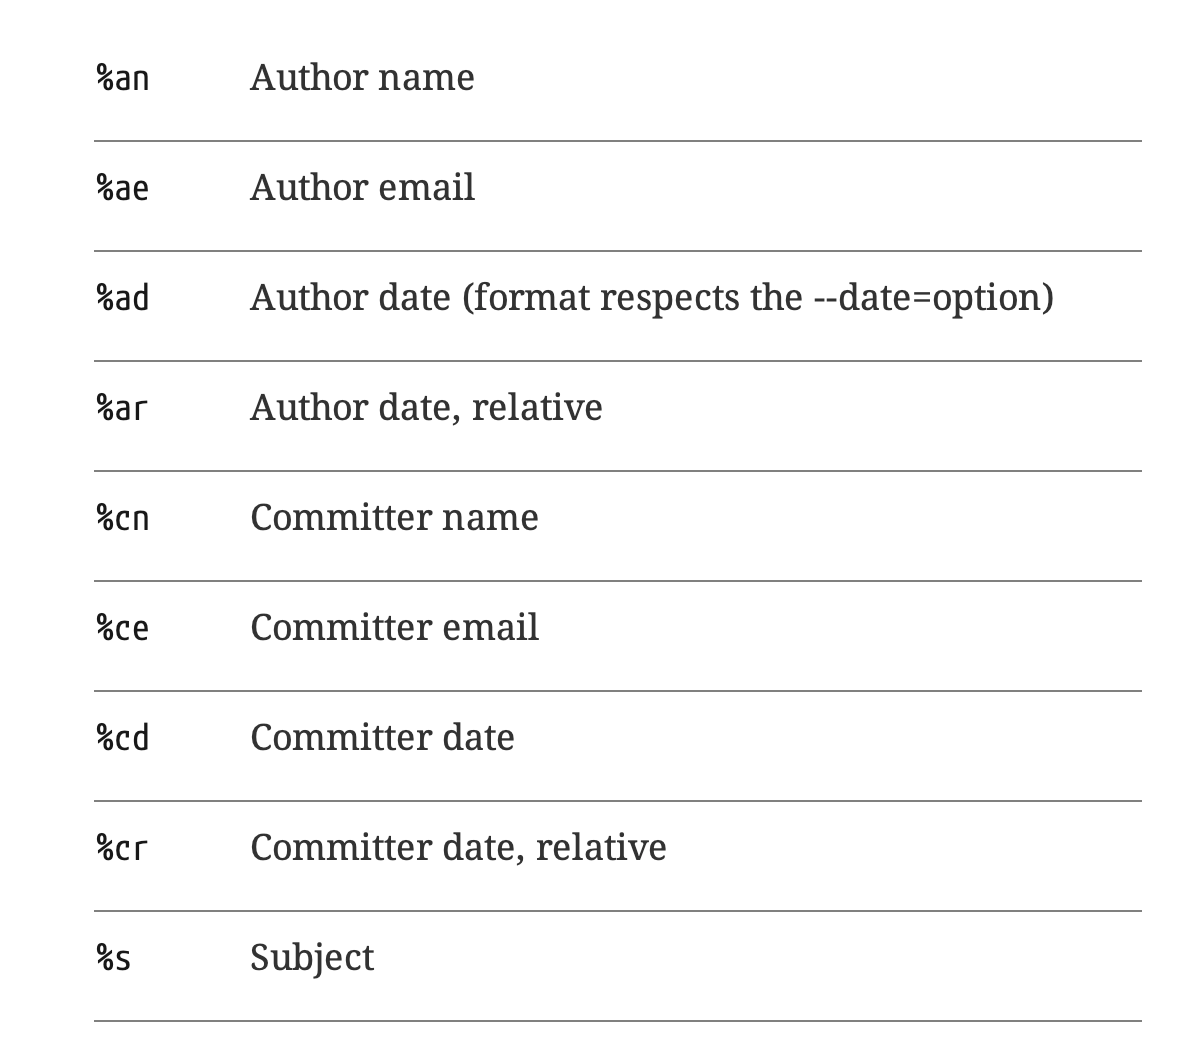 %an Author name
%ae Author email
%ad Author date (format respects the --date=option)
%ar Author date, relative
%cn Committer name
%ce Committer email
%cd Committer date
%cr Committer date, relative
%s Subject